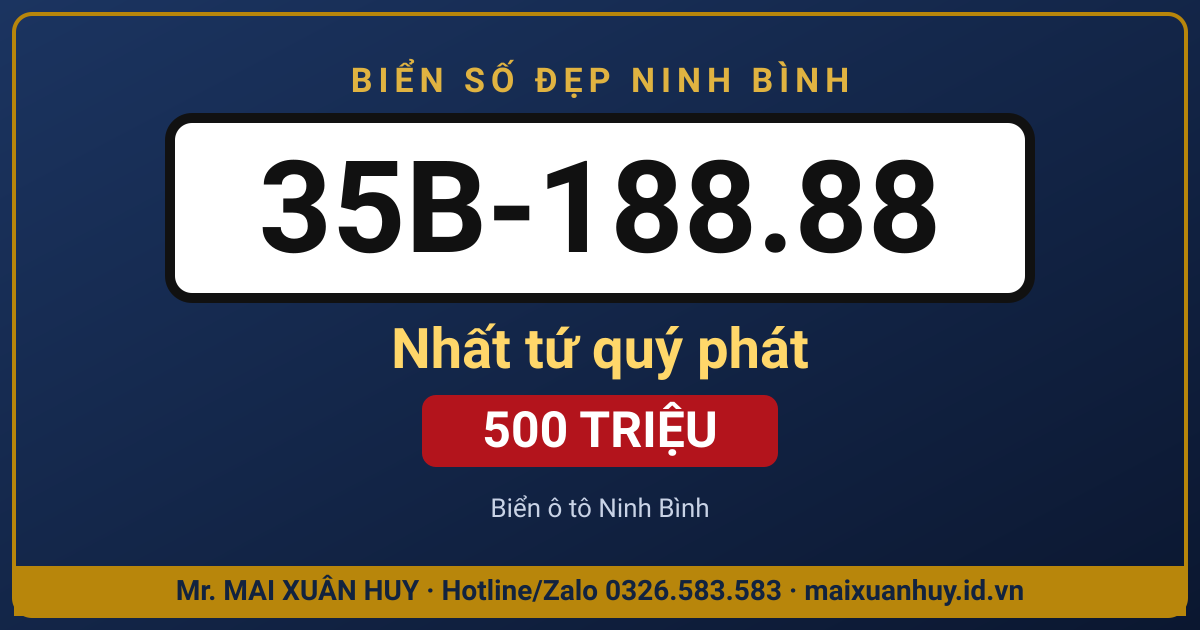 BIỂN SỐ ĐẸP NINH BÌNH
35B-188.88
Nhất tứ quý phát
500 TRIỆU
Biển ô tô Ninh Bình
Mr. MAI XUÂN HUY · Hotline/Zalo 0326.583.583 · maixuanhuy.id.vn